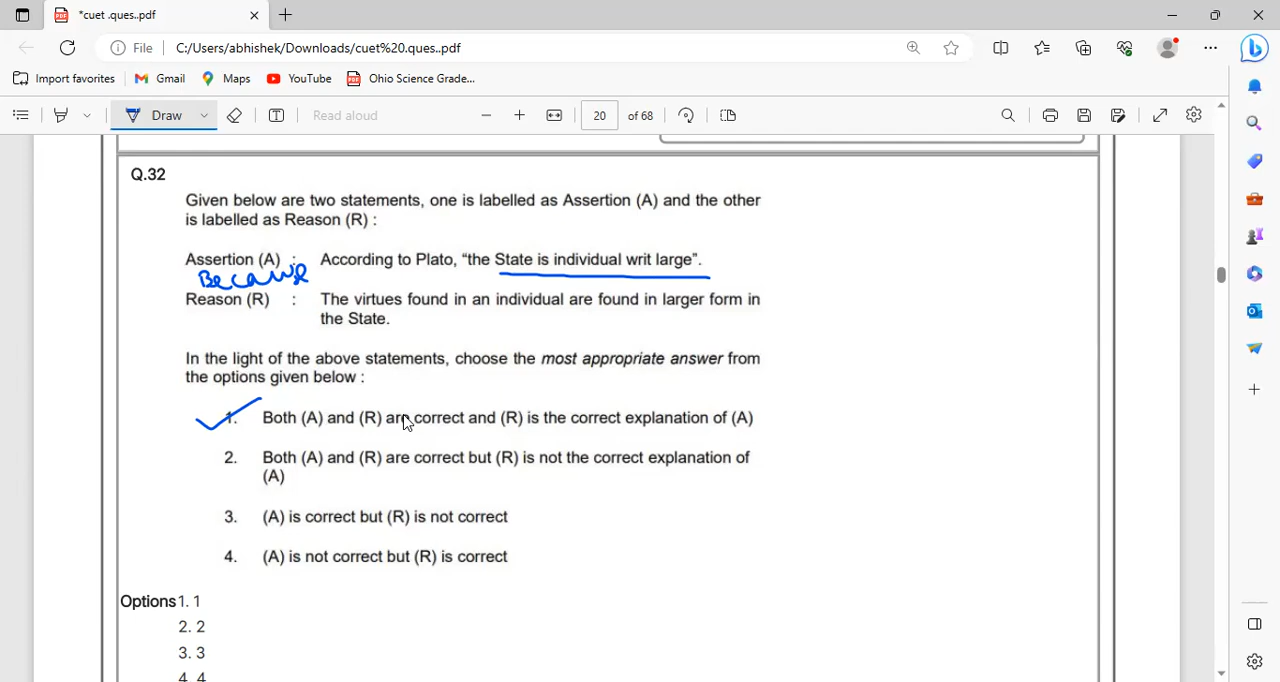 *cuet .ques..pdf
File
C:/Users/abhishek/Downloads/cuet%20.ques..pdf
Import favorites
Gmail
Maps
YouTube
Ohio Science Grade...
Draw
Read aloud
20
of 68
Q.32
Given below are two statements, one is labelled as Assertion (A) and the other
is labelled as Reason (R) :
Assertion (A) : According to Plato, “the State is individual writ large”.
Because
Reason (R) : The virtues found in an individual are found in larger form in
the State.
In the light of the above statements, choose the most appropriate answer from
the options given below :
1. Both (A) and (R) are correct and (R) is the correct explanation of (A)
2. Both (A) and (R) are correct but (R) is not the correct explanation of
(A)
3. (A) is correct but (R) is not correct
4. (A) is not correct but (R) is correct
Options 1. 1
2. 2
3. 3
4. 4